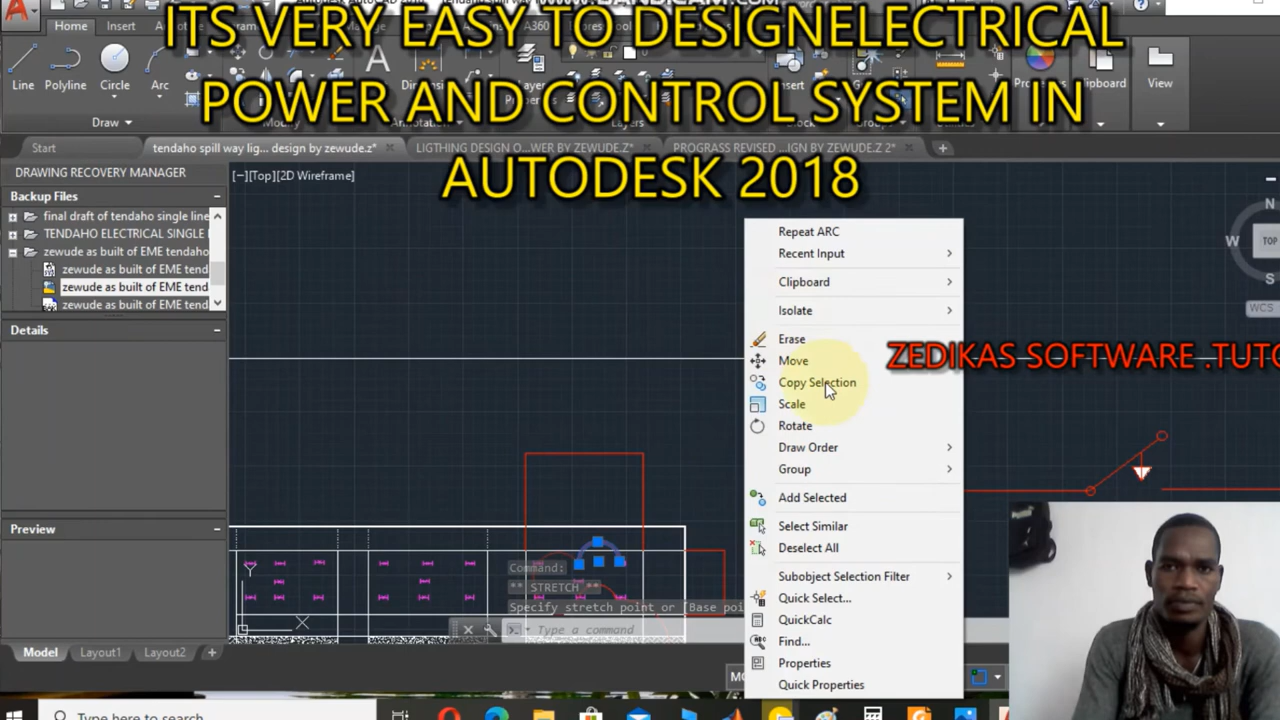 ITS VERY EASY TO DESIGNELECTRICAL
POWER AND CONTROL SYSTEM IN
AUTODESK 2018
Home
Insert
Line
Polyline
Circle
Arc
Draw
Layers
View
Start
tendaho spill way lig... design by zewude.z*
LIGTHING DESIGN O...WER BY ZEWUDE.Z*
PROGRASS REVISED ...IGN BY ZEWUDE.Z 2*
DRAWING RECOVERY MANAGER
Backup Files
final draft of tendaho single line
TENDAHO ELECTRICAL SINGLE
zewude as built of EME tendaho
zewude as built of EME tend
zewude as built of EME tend
zewude as built of EME tend
Details
Preview
[−][Top][2D Wireframe]
N
W
TOP
S
WCS
Repeat ARC
Recent Input
Clipboard
Isolate
Erase
Move
Copy Selection
Scale
Rotate
Draw Order
Group
Add Selected
Select Similar
Deselect All
Subobject Selection Filter
Quick Select...
QuickCalc
Find...
Properties
Quick Properties
ZEDIKAS SOFTWARE .TUTO
Y
X
Command:
** STRETCH **
Specify stretch point or [Base poi
Type a command
Model
Layout1
Layout2
MO
Type here to search